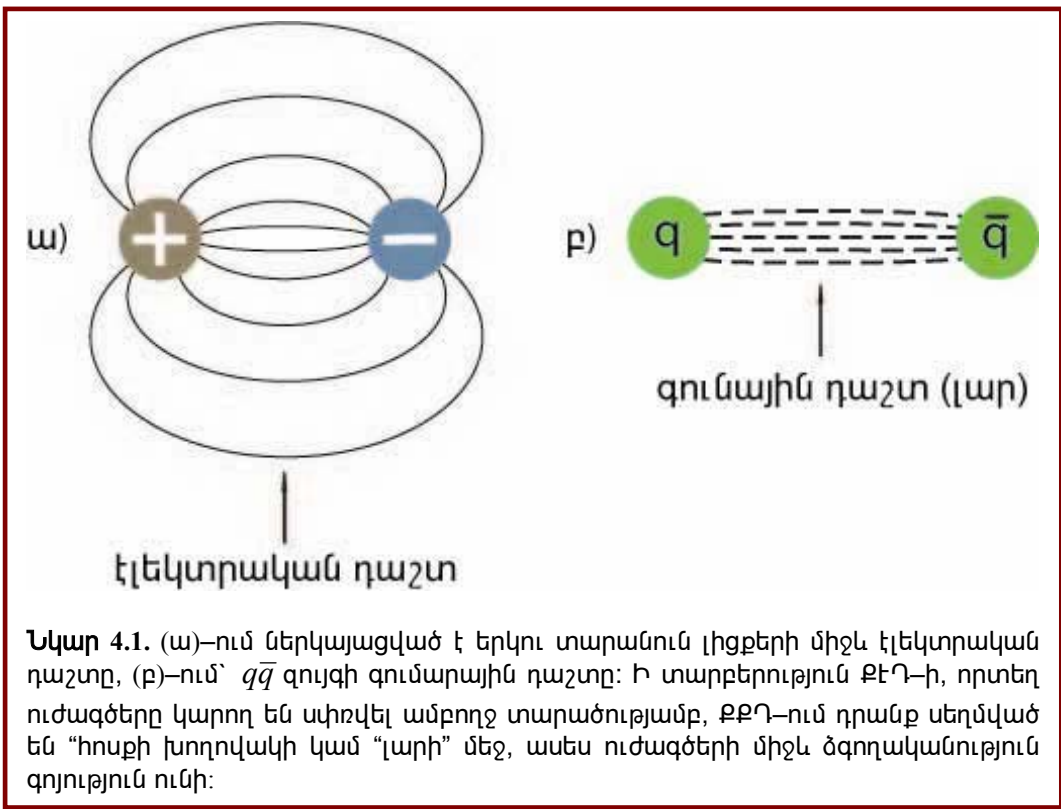 ա)
+
−
էլեկտրական դաշտ
բ)
q
q̅
գունային դաշտ (լար)
Նկար 4.1. (ա)–ում ներկայացված է երկու տարանուն լիցքերի միջև էլեկտրական
դաշտը, (բ)–ում՝ qq̅ զույգի գումարային դաշտը: Ի տարբերություն ՔԷԴ–ի, որտեղ
ուժագծերը կարող են սփռվել ամբողջ տարածությամբ, ՔՔԴ–ում դրանք սեղմված
են “հոսքի խողովակի կամ “լարի” մեջ, ասես ուժագծերի միջև ձգողականություն
գոյություն ունի: